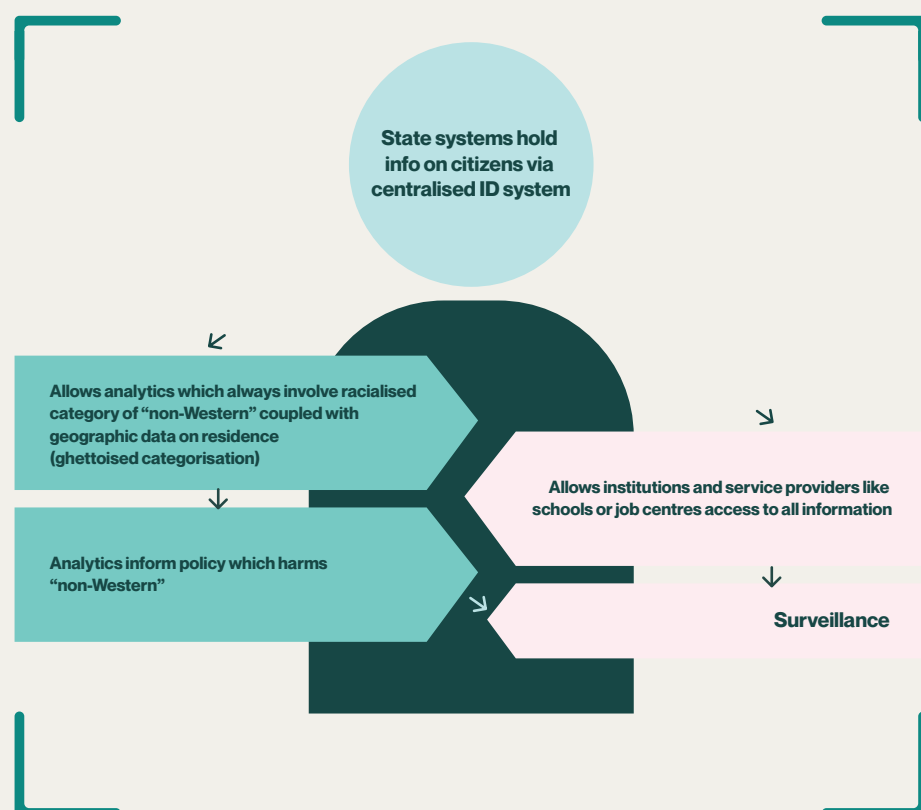 State systems hold
info on citizens via
centralised ID system
Allows analytics which always involve racialised
category of “non-Western” coupled with
geographic data on residence
(ghettoised categorisation)
Allows institutions and service providers like
schools or job centres access to all information
Analytics inform policy which harms
“non-Western”
Surveillance